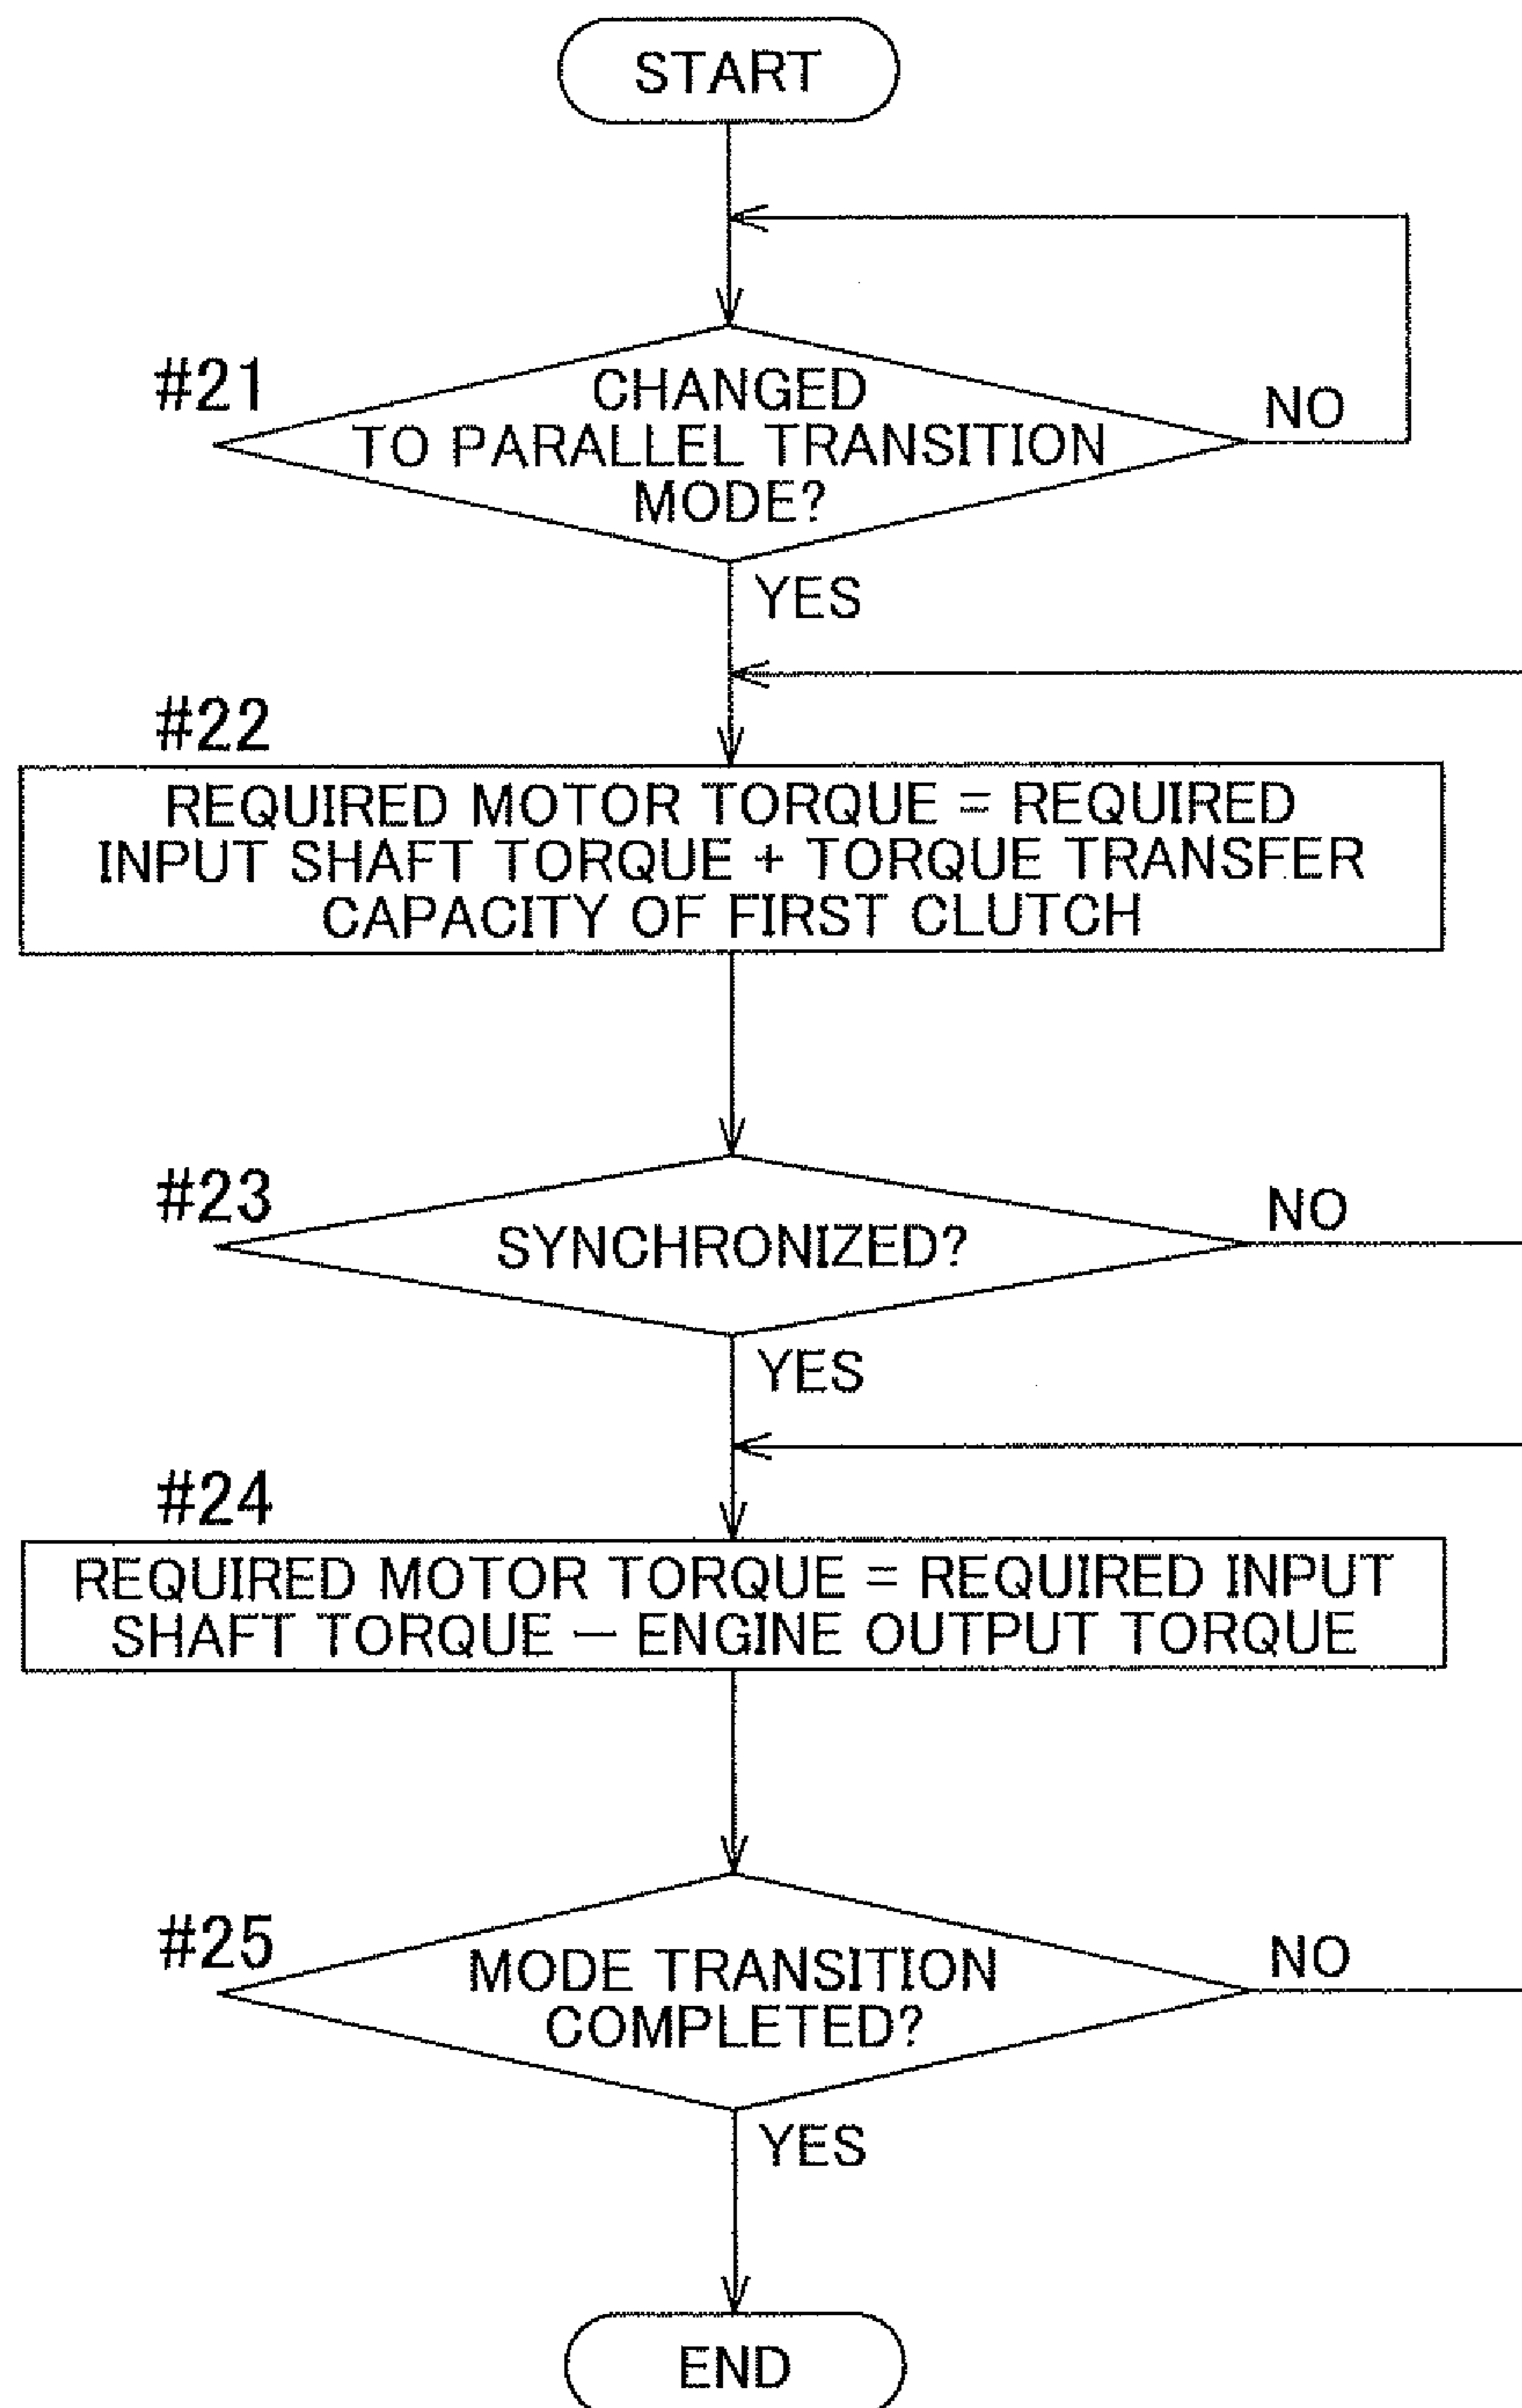 START
#21
CHANGED
TO PARALLEL TRANSITION
MODE?
NO
YES
#22
REQUIRED MOTOR TORQUE = REQUIRED
INPUT SHAFT TORQUE + TORQUE TRANSFER
CAPACITY OF FIRST CLUTCH
#23
SYNCHRONIZED?
NO
YES
#24
REQUIRED MOTOR TORQUE = REQUIRED INPUT
SHAFT TORQUE − ENGINE OUTPUT TORQUE
#25
MODE TRANSITION
COMPLETED?
NO
YES
END